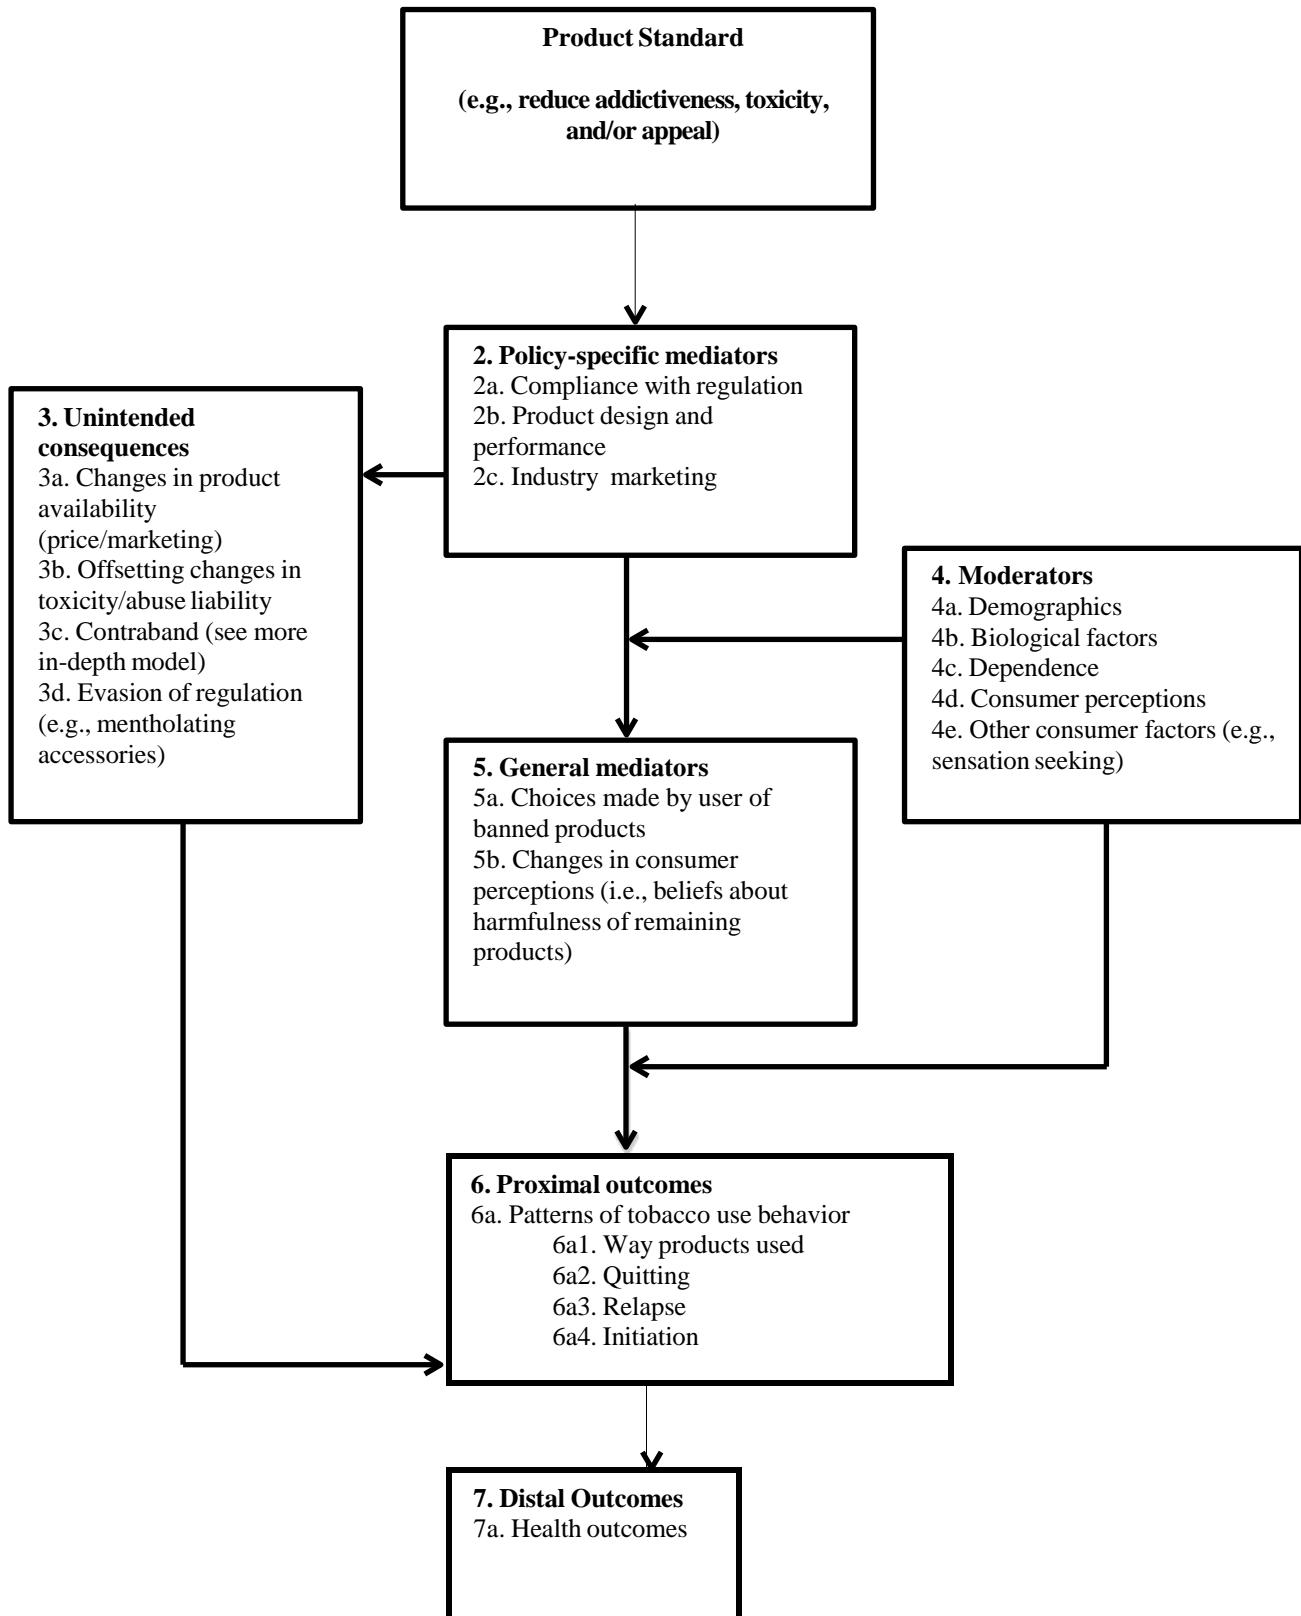 Product Standard
(e.g., reduce addictiveness, toxicity,
and/or appeal)
2. Policy-specific mediators
2a. Compliance with regulation
2b. Product design and
performance
2c. Industry marketing
3. Unintended
consequences
3a. Changes in product
availability
(price/marketing)
3b. Offsetting changes in
toxicity/abuse liability
3c. Contraband (see more
in-depth model)
3d. Evasion of regulation
(e.g., mentholating
accessories)
4. Moderators
4a. Demographics
4b. Biological factors
4c. Dependence
4d. Consumer perceptions
4e. Other consumer factors (e.g.,
sensation seeking)
5. General mediators
5a. Choices made by user of
banned products
5b. Changes in consumer
perceptions (i.e., beliefs about
harmfulness of remaining
products)
6. Proximal outcomes
6a. Patterns of tobacco use behavior
6a1. Way products used
6a2. Quitting
6a3. Relapse
6a4. Initiation
7. Distal Outcomes
7a. Health outcomes